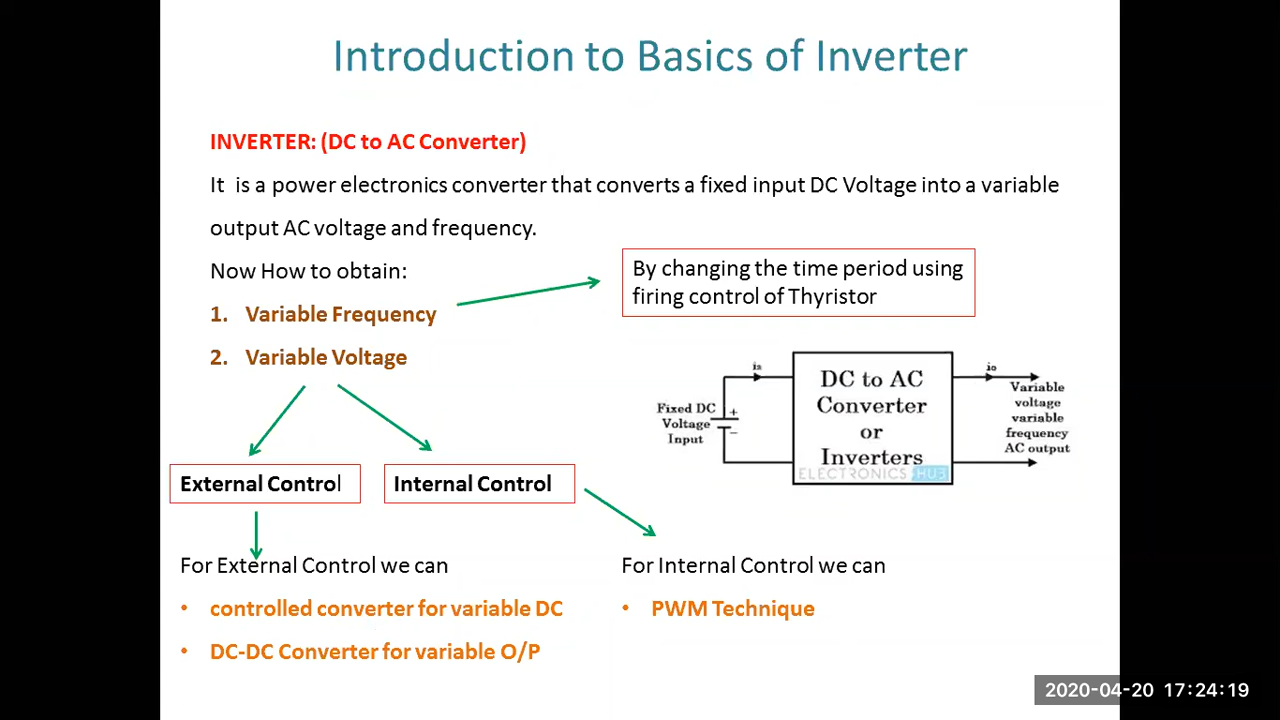 Introduction to Basics of Inverter
INVERTER: (DC to AC Converter)
It is a power electronics converter that converts a fixed input DC Voltage into a variable
output AC voltage and frequency.
Now How to obtain:
1. Variable Frequency
By changing the time period using
firing control of Thyristor
2. Variable Voltage
External Control
Internal Control
is
Fixed DC
Voltage
Input
+
−
DC to AC
Converter
or
Inverters
ELECTRONICS HUB
io
Variable
voltage
variable
frequency
AC output
For External Control we can
• controlled converter for variable DC
• DC-DC Converter for variable O/P
For Internal Control we can
• PWM Technique
2020-04-20 17:24:19